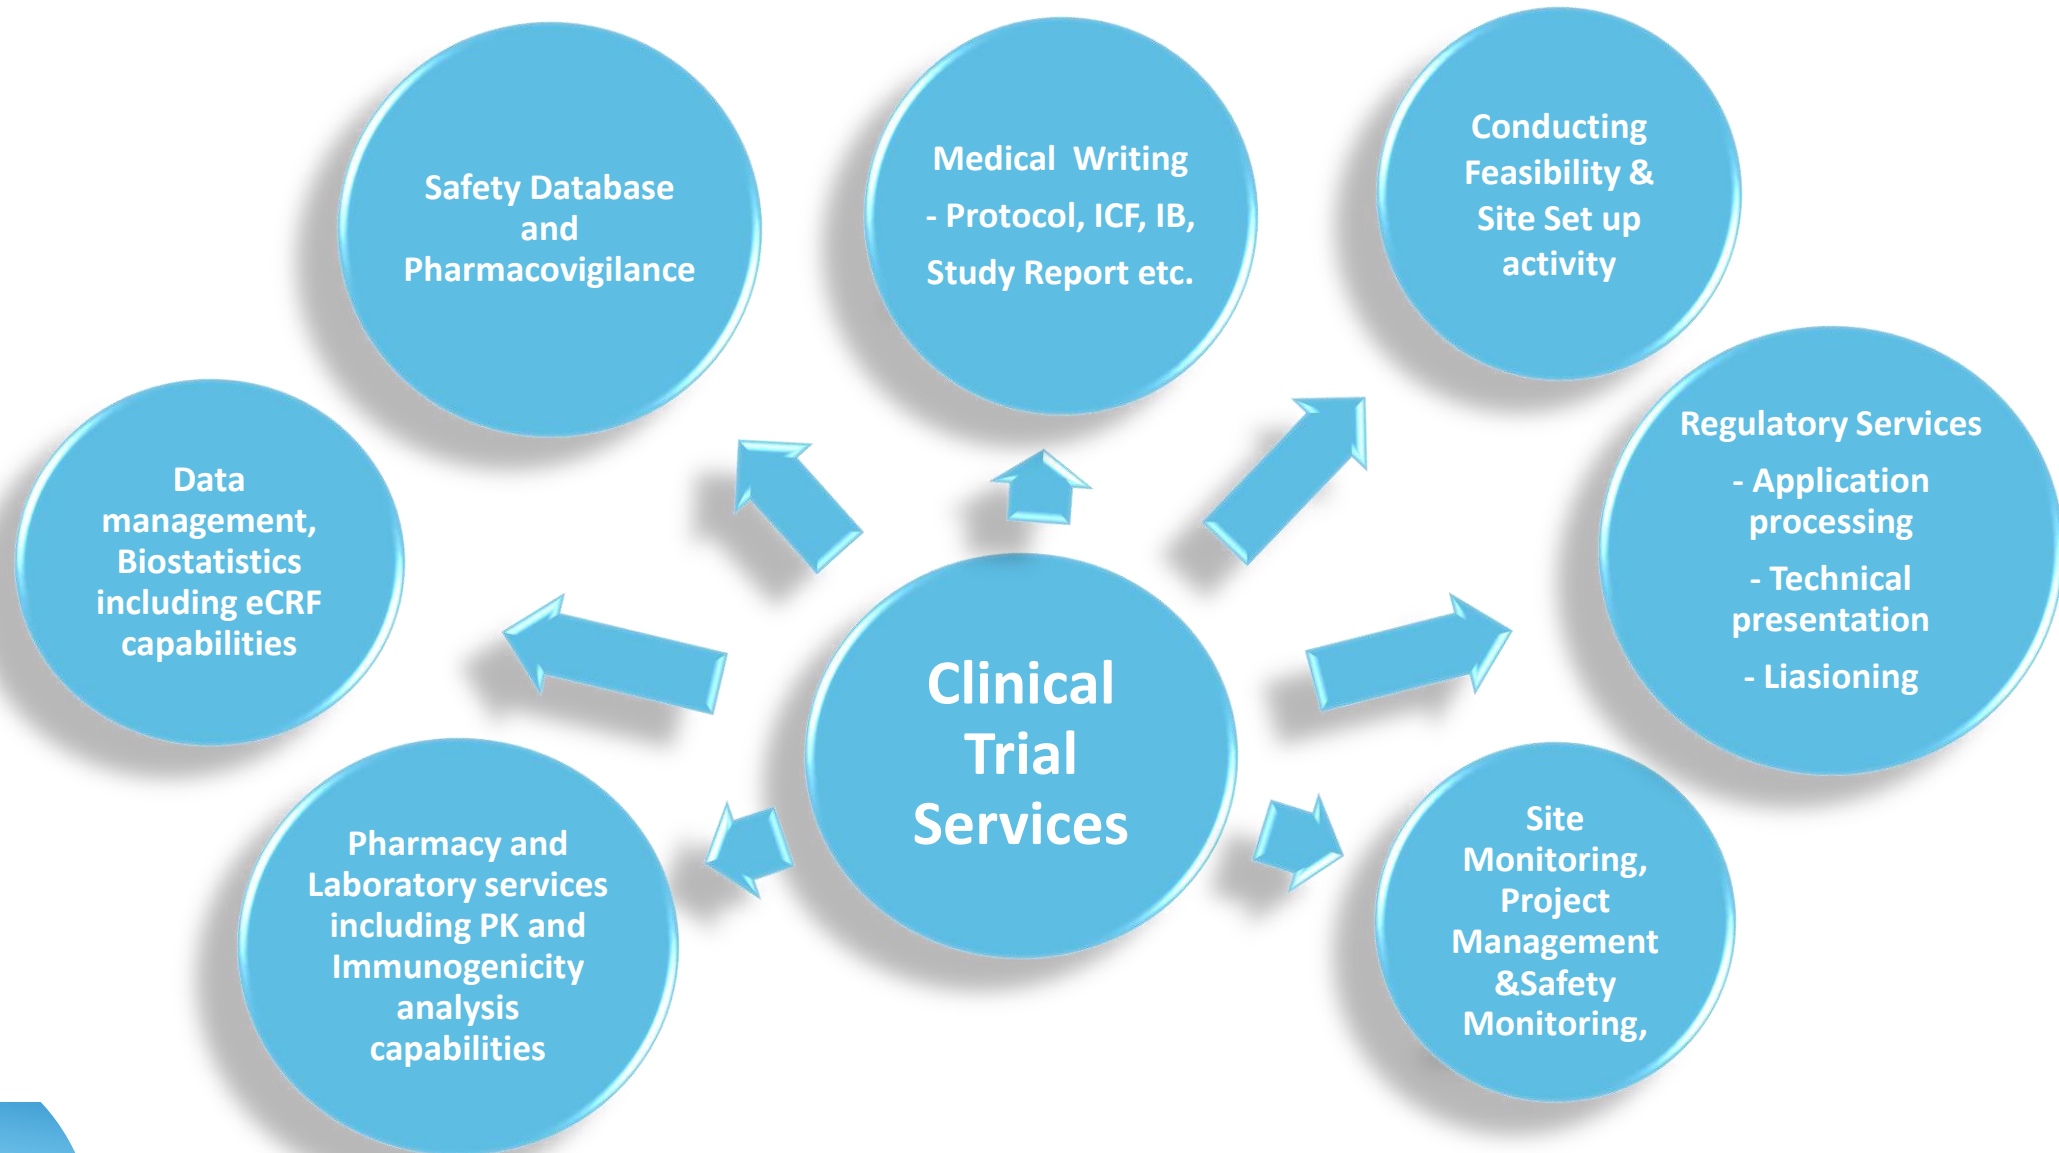 Safety Database
and
Pharmacovigilance
Medical  Writing
- Protocol, ICF, IB,
Study Report etc.
Conducting
Feasibility &
Site Set up
activity
Regulatory Services
- Application
processing
- Technical
presentation
- Liasioning
Data
management,
Biostatistics
including eCRF
capabilities
Clinical
Trial
Services
Pharmacy and
Laboratory services
including PK and
Immunogenicity
analysis
capabilities
Site
Monitoring,
Project
Management
&Safety
Monitoring,